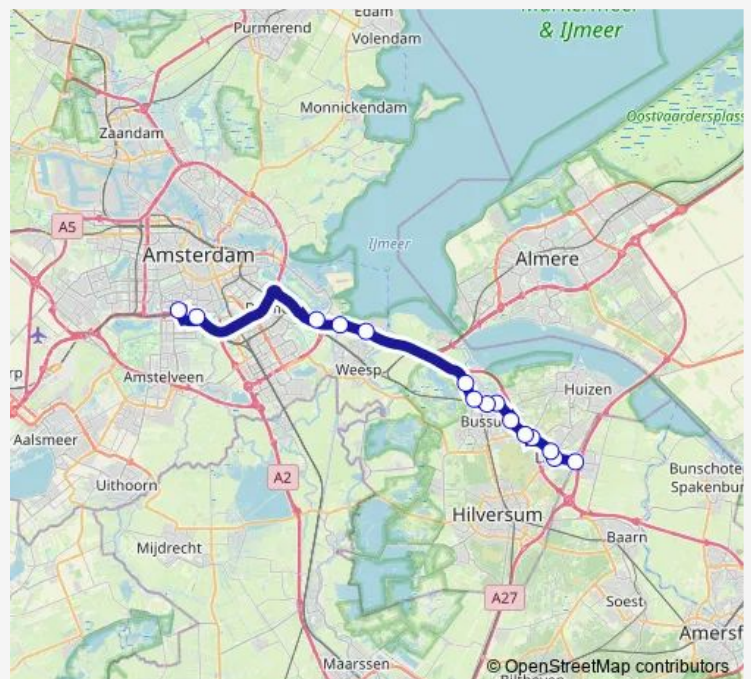 Edam
Purmerend
Volendam
& IJmeer
Monnickendam
Oostvaardersplass
Zaandam
A5
IJmeer
Amsterdam
Almere
Amstelveen
Weesp
Huizen
Bussu
Aalsmeer
Bunschote
Spakenbur
A2
Uithoorn
Hilversum
Mijdrecht
Baarn
A27
Soest
Amersf
Maarssen
© OpenStreetMap contributors